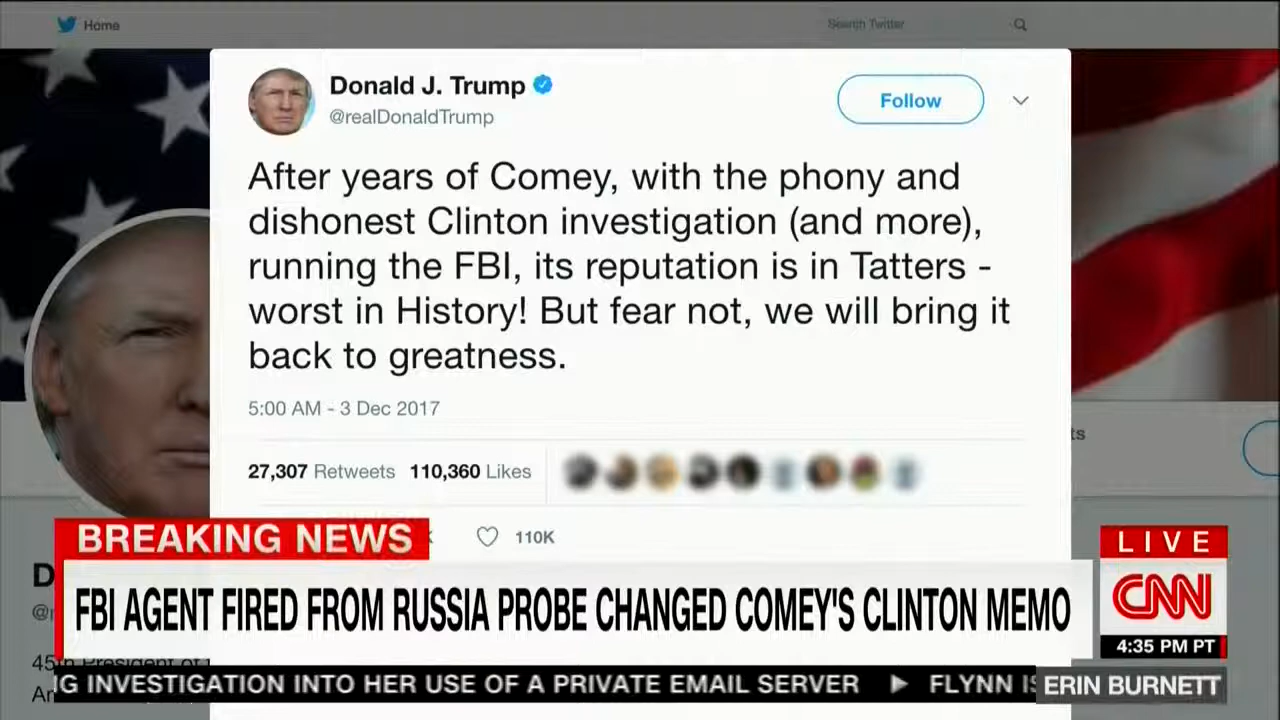 Home
Search Twitter
Donald J. Trump
@realDonaldTrump
Follow
After years of Comey, with the phony and
dishonest Clinton investigation (and more),
running the FBI, its reputation is in Tatters -
worst in History! But fear not, we will bring it
back to greatness.
5:00 AM - 3 Dec 2017
27,307 Retweets 110,360 Likes
110K
BREAKING NEWS
FBI AGENT FIRED FROM RUSSIA PROBE CHANGED COMEY'S CLINTON MEMO
LIVE
CNN
4:35 PM PT
45th President of
IG INVESTIGATION INTO HER USE OF A PRIVATE EMAIL SERVER ▶ FLYNN IS
ERIN BURNETT